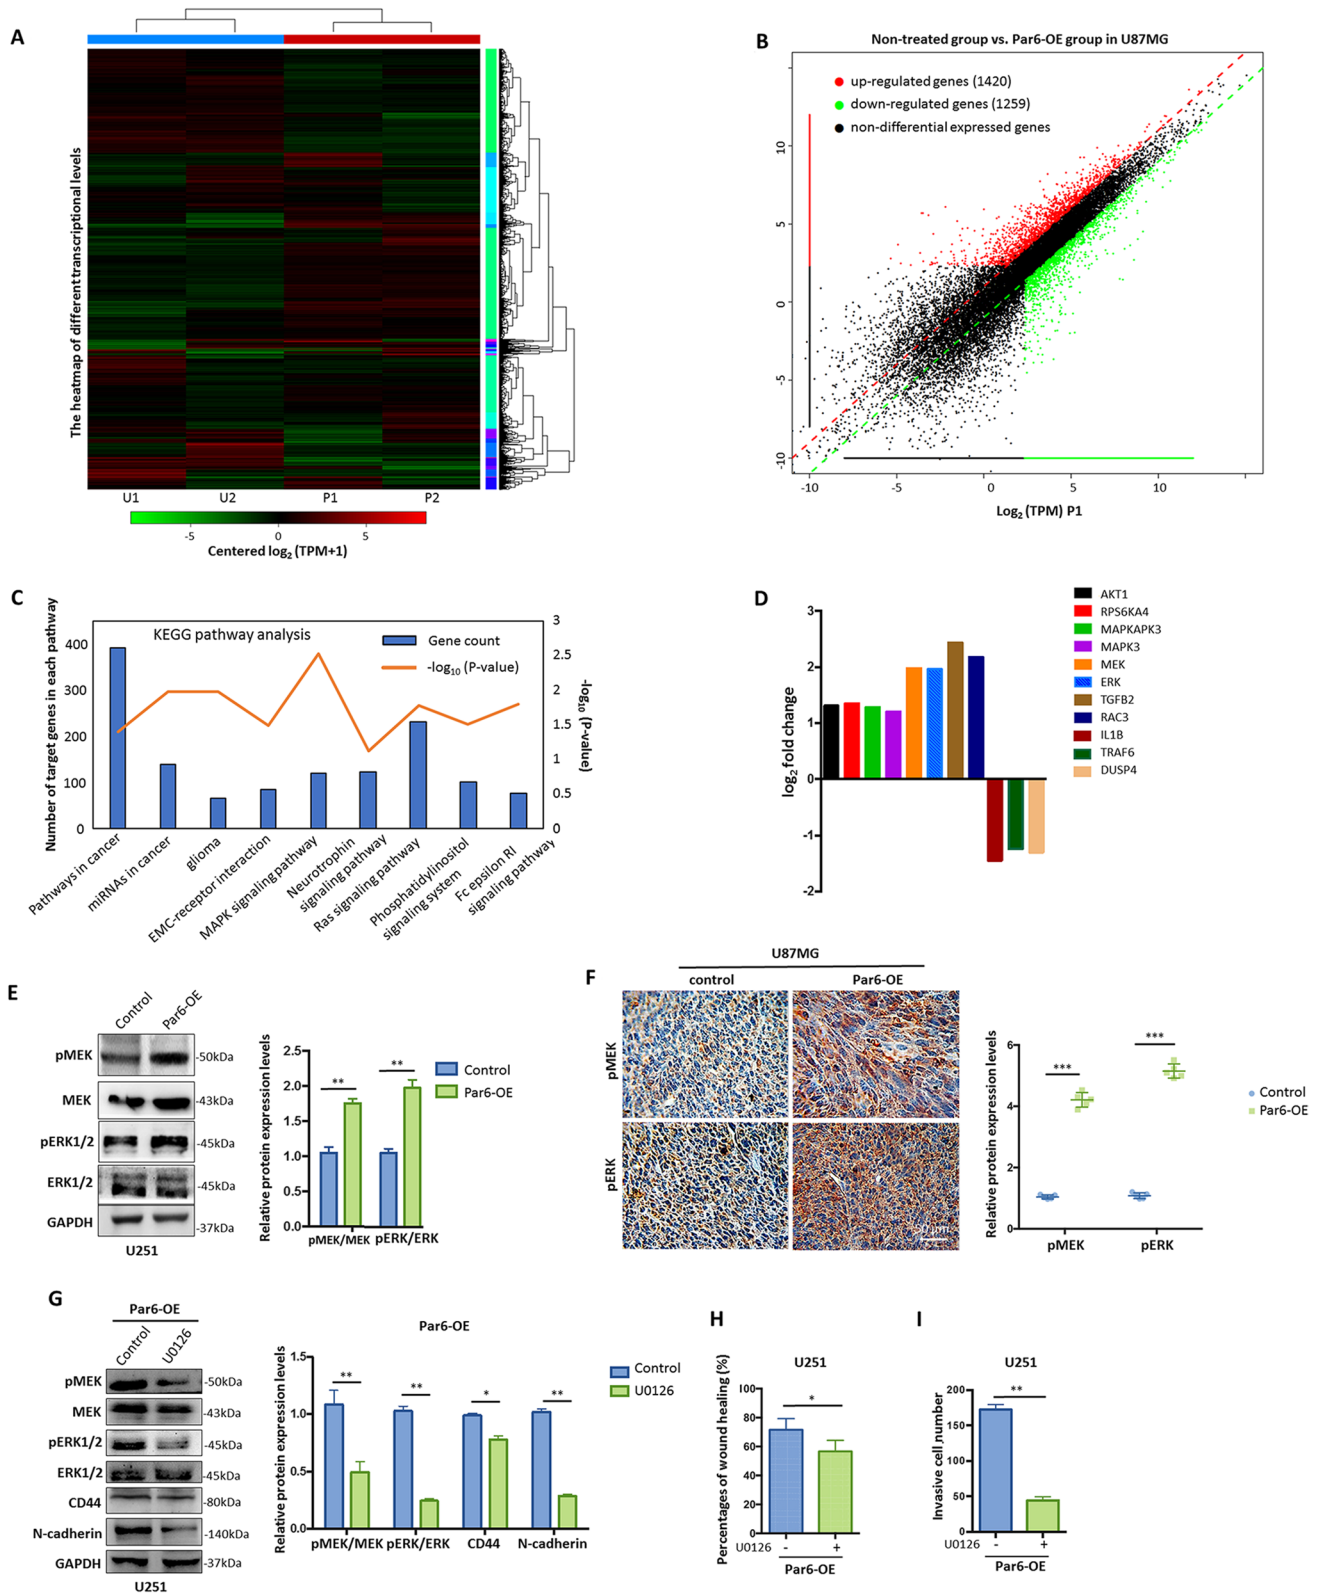 A
The heatmap of different transcriptional levels
U1 U2 P1 P2
-5 0 5
Centered log₂ (TPM+1)
B
Non-treated group vs. Par6-OE group in U87MG
up-regulated genes (1420)
down-regulated genes (1259)
non-differential expressed genes
10
5
0
-5
-10
-10 -5 0 5 10
Log₂ (TPM) P1
C
KEGG pathway analysis
Gene count
-log₁₀ (P-value)
Number of target genes in each pathway
400
300
200
100
0
3
2.5
2
1.5
1
0.5
0
-log₁₀ (P-value)
Pathways in cancer
miRNAs in cancer
glioma
EMC-receptor interaction
MAPK signaling pathway
Neurotrophin
signaling pathway
Ras signaling pathway
Phosphatidylinositol
signaling system
Fc epsilon RI
signaling pathway
D
log₂ fold change
3
2
1
0
-1
-2
AKT1
RPS6KA4
MAPKAPK3
MAPK3
MEK
ERK
TGFB2
RAC3
IL1B
TRAF6
DUSP4
E
Control Par6-OE
pMEK -50kDa
MEK -43kDa
pERK1/2 -45kDa
ERK1/2 -45kDa
GAPDH -37kDa
U251
Relative protein expression levels
2.5
2.0
1.5
1.0
0.5
0.0
** **
Control
Par6-OE
pMEK/MEK pERK/ERK
F
U87MG
control Par6-OE
pMEK
pERK
Relative protein expression levels
6
4
2
0
*** ***
Control
Par6-OE
pMEK pERK
G
Par6-OE
Control U0126
pMEK -50kDa
MEK -43kDa
pERK1/2 -45kDa
ERK1/2 -45kDa
CD44 -80kDa
N-cadherin -140kDa
GAPDH -37kDa
U251
Par6-OE
Relative protein expression levels
1.5
1.0
0.5
0.0
** ** * **
Control
U0126
pMEK/MEK pERK/ERK CD44 N-cadherin
H
U251
Percentages of wound healing (%)
100
80
60
40
20
0
*
U0126 - +
Par6-OE
I
U251
Invasive cell number
200
150
100
50
0
**
U0126 - +
Par6-OE